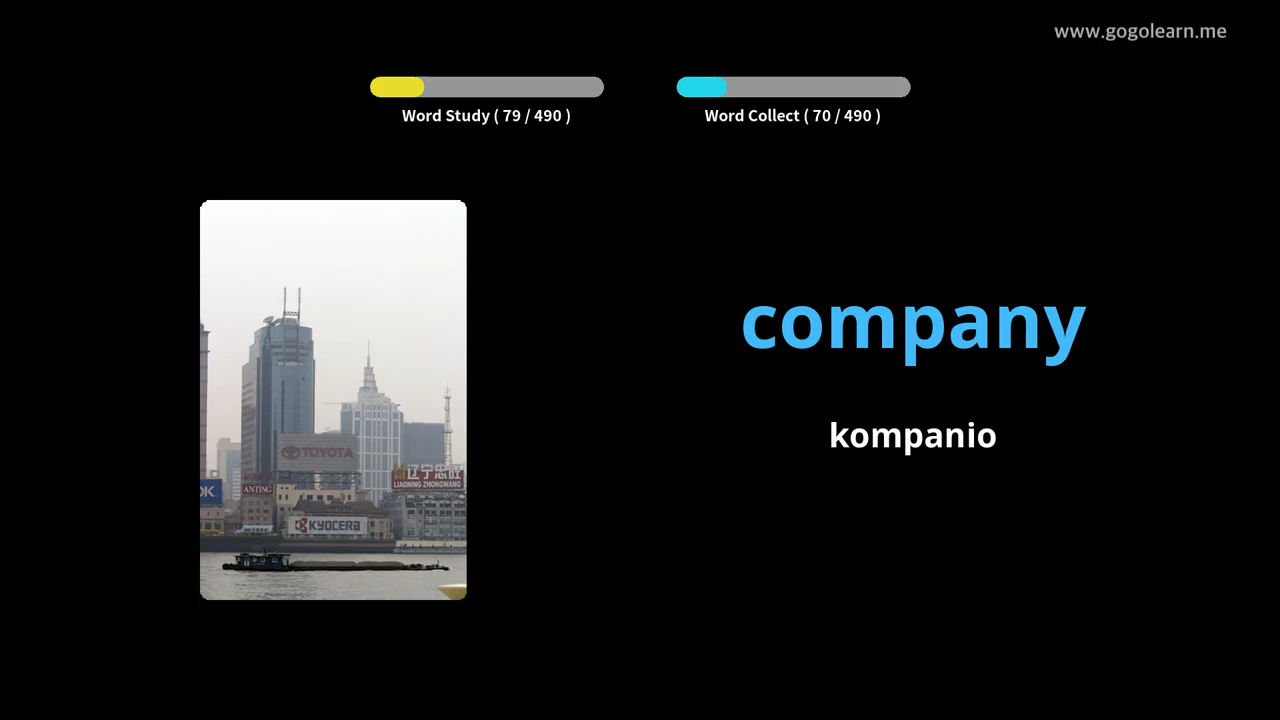 www.gogolearn.me
Word Study ( 79 / 490 )
Word Collect ( 70 / 490 )
company
kompanio
TOYOTA
辽宁忠旺
LIAONING ZHONGWANG
OK
ANTING
KYOCERA